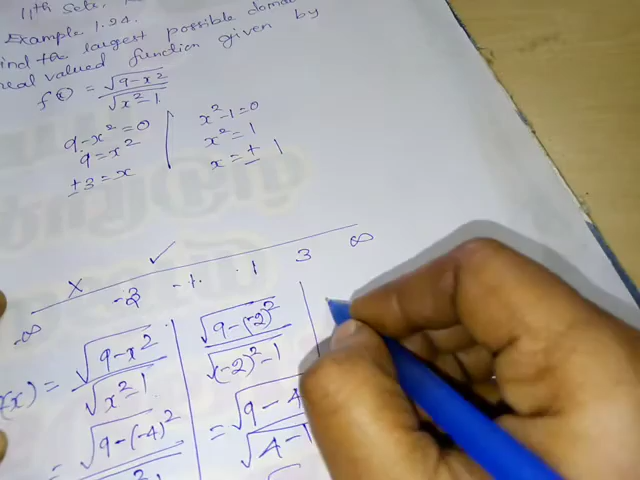 11th
Example 1.24.
find the largest possible domain
real valued function given by
f(x) = √9-x² / √x²-1
9-x²=0
9=x²
±3=x
x²-1=0
x²=1
x=±1
× ✓
-∞ -3 -1 1 3 ∞
f(x) = √9-x² / √x²-1
= √9-(-4)²
√9-(-2)² / √(-2)²-1
= √9-4 / √4-1